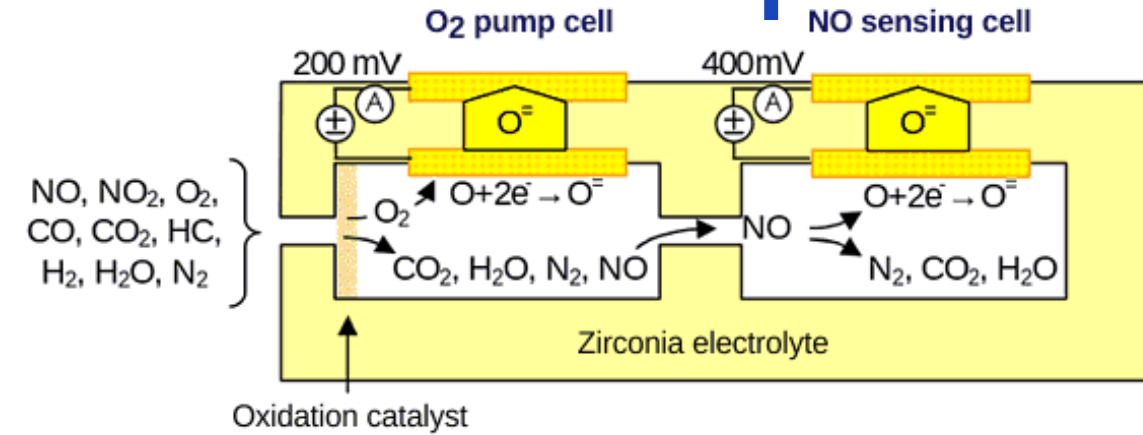 O₂ pump cell
NO sensing cell
200 mV
400mV
A
A
±
±
O⁼
O⁼
NO, NO₂, O₂,
CO, CO₂, HC,
H₂, H₂O, N₂
O₂
O+2e⁻→O⁼
CO₂, H₂O, N₂, NO
NO
O+2e⁻→O⁼
N₂, CO₂, H₂O
Zirconia electrolyte
Oxidation catalyst